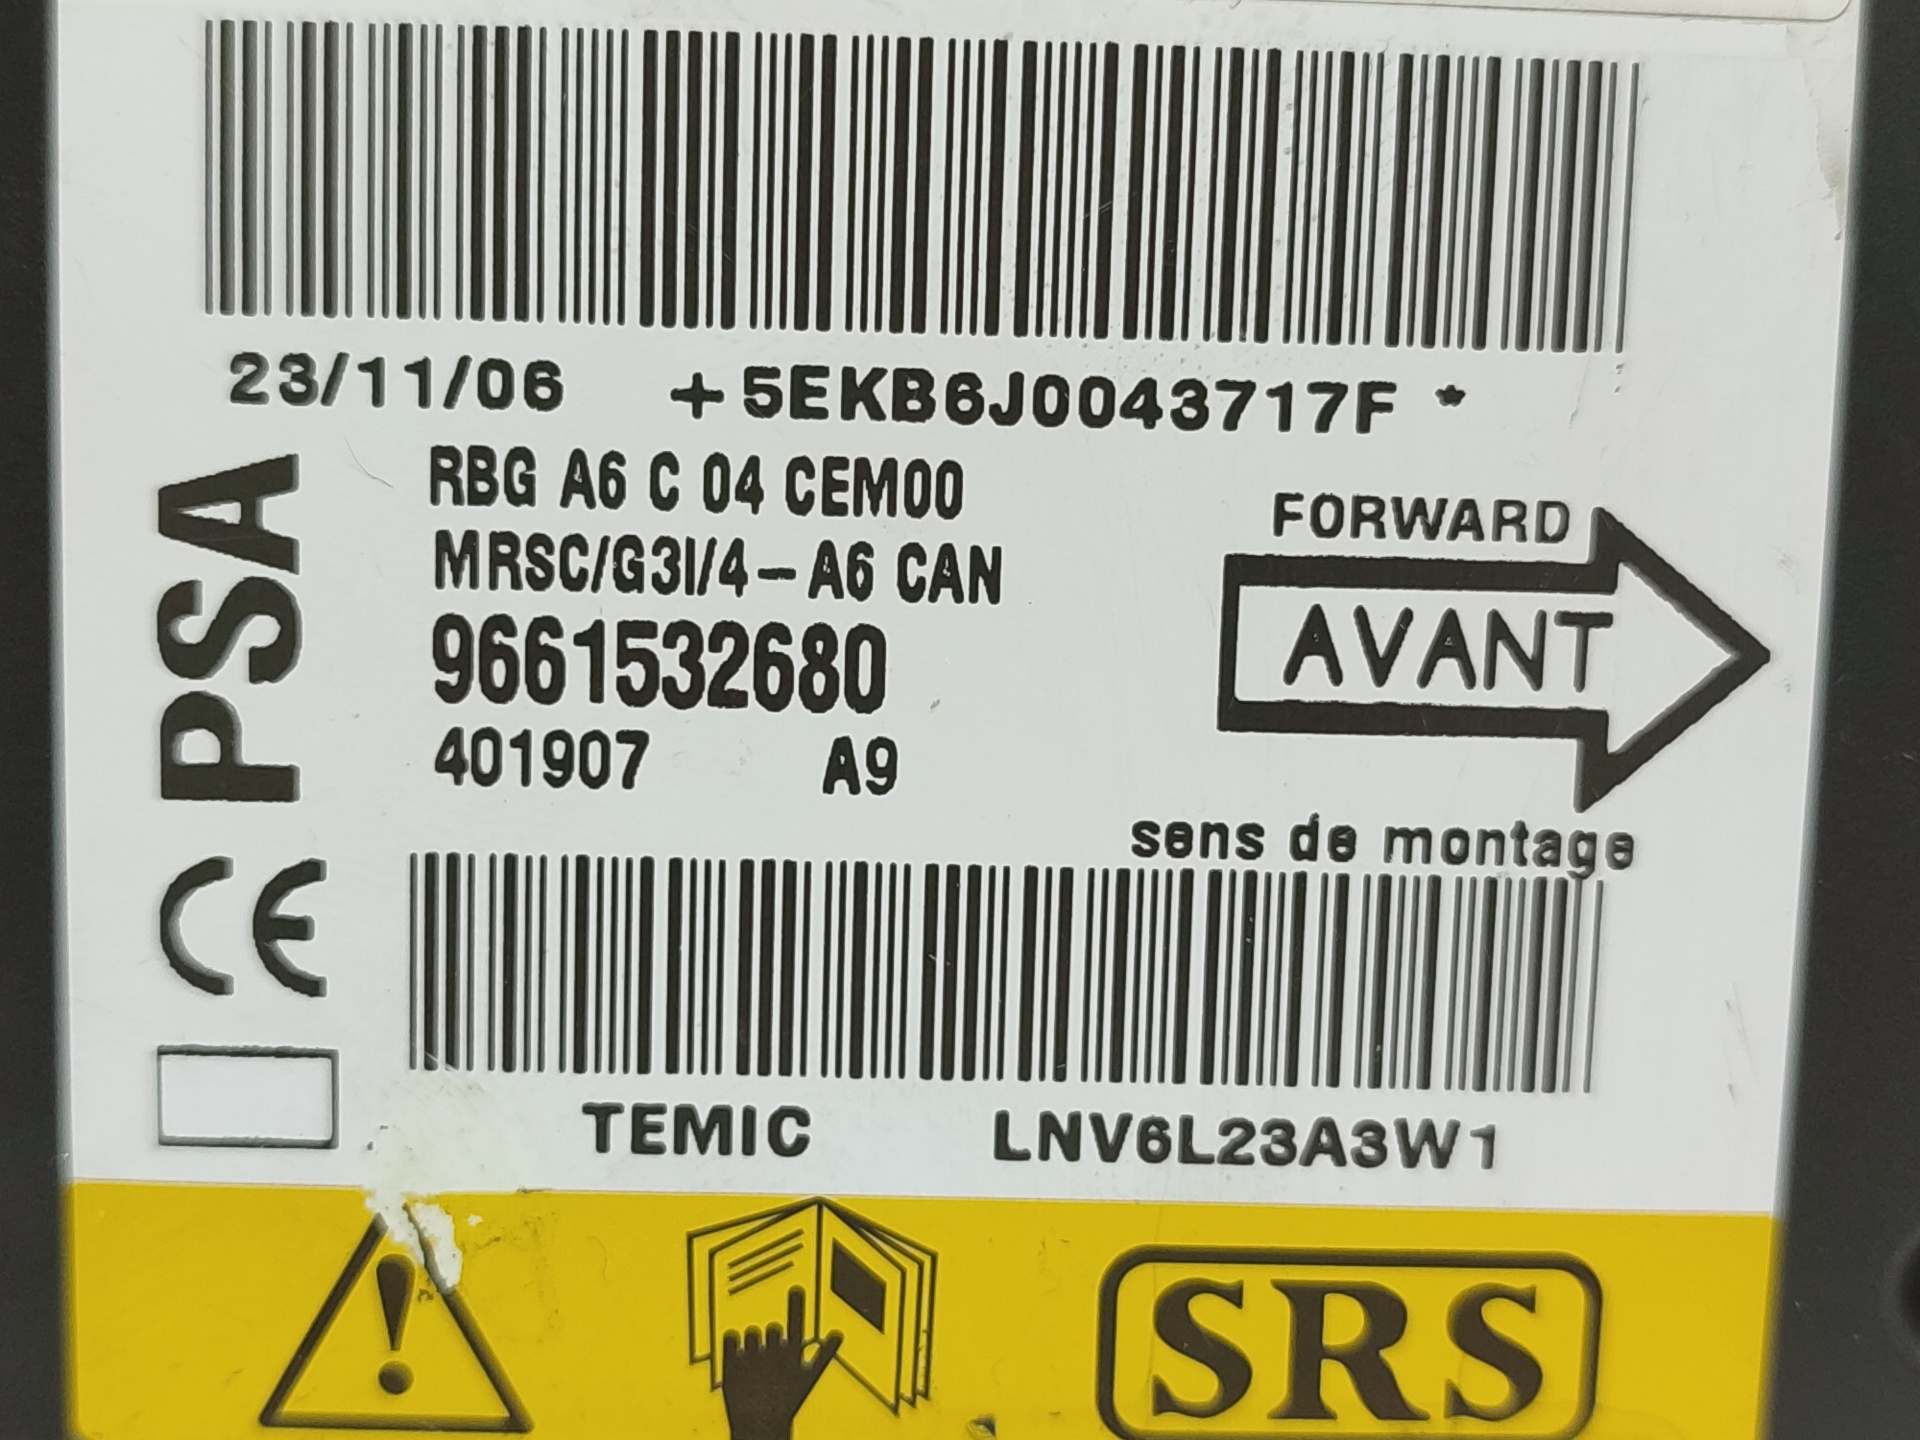 23/11/06 +5EKB6J0043717F *
RBG A6 C 04 CEM00
MRSC/G3I/4-A6 CAN
9661532680
401907 A9
PSA
CE
FORWARD
AVANT
sens de montage
TEMIC LNV6L23A3W1
!
SRS